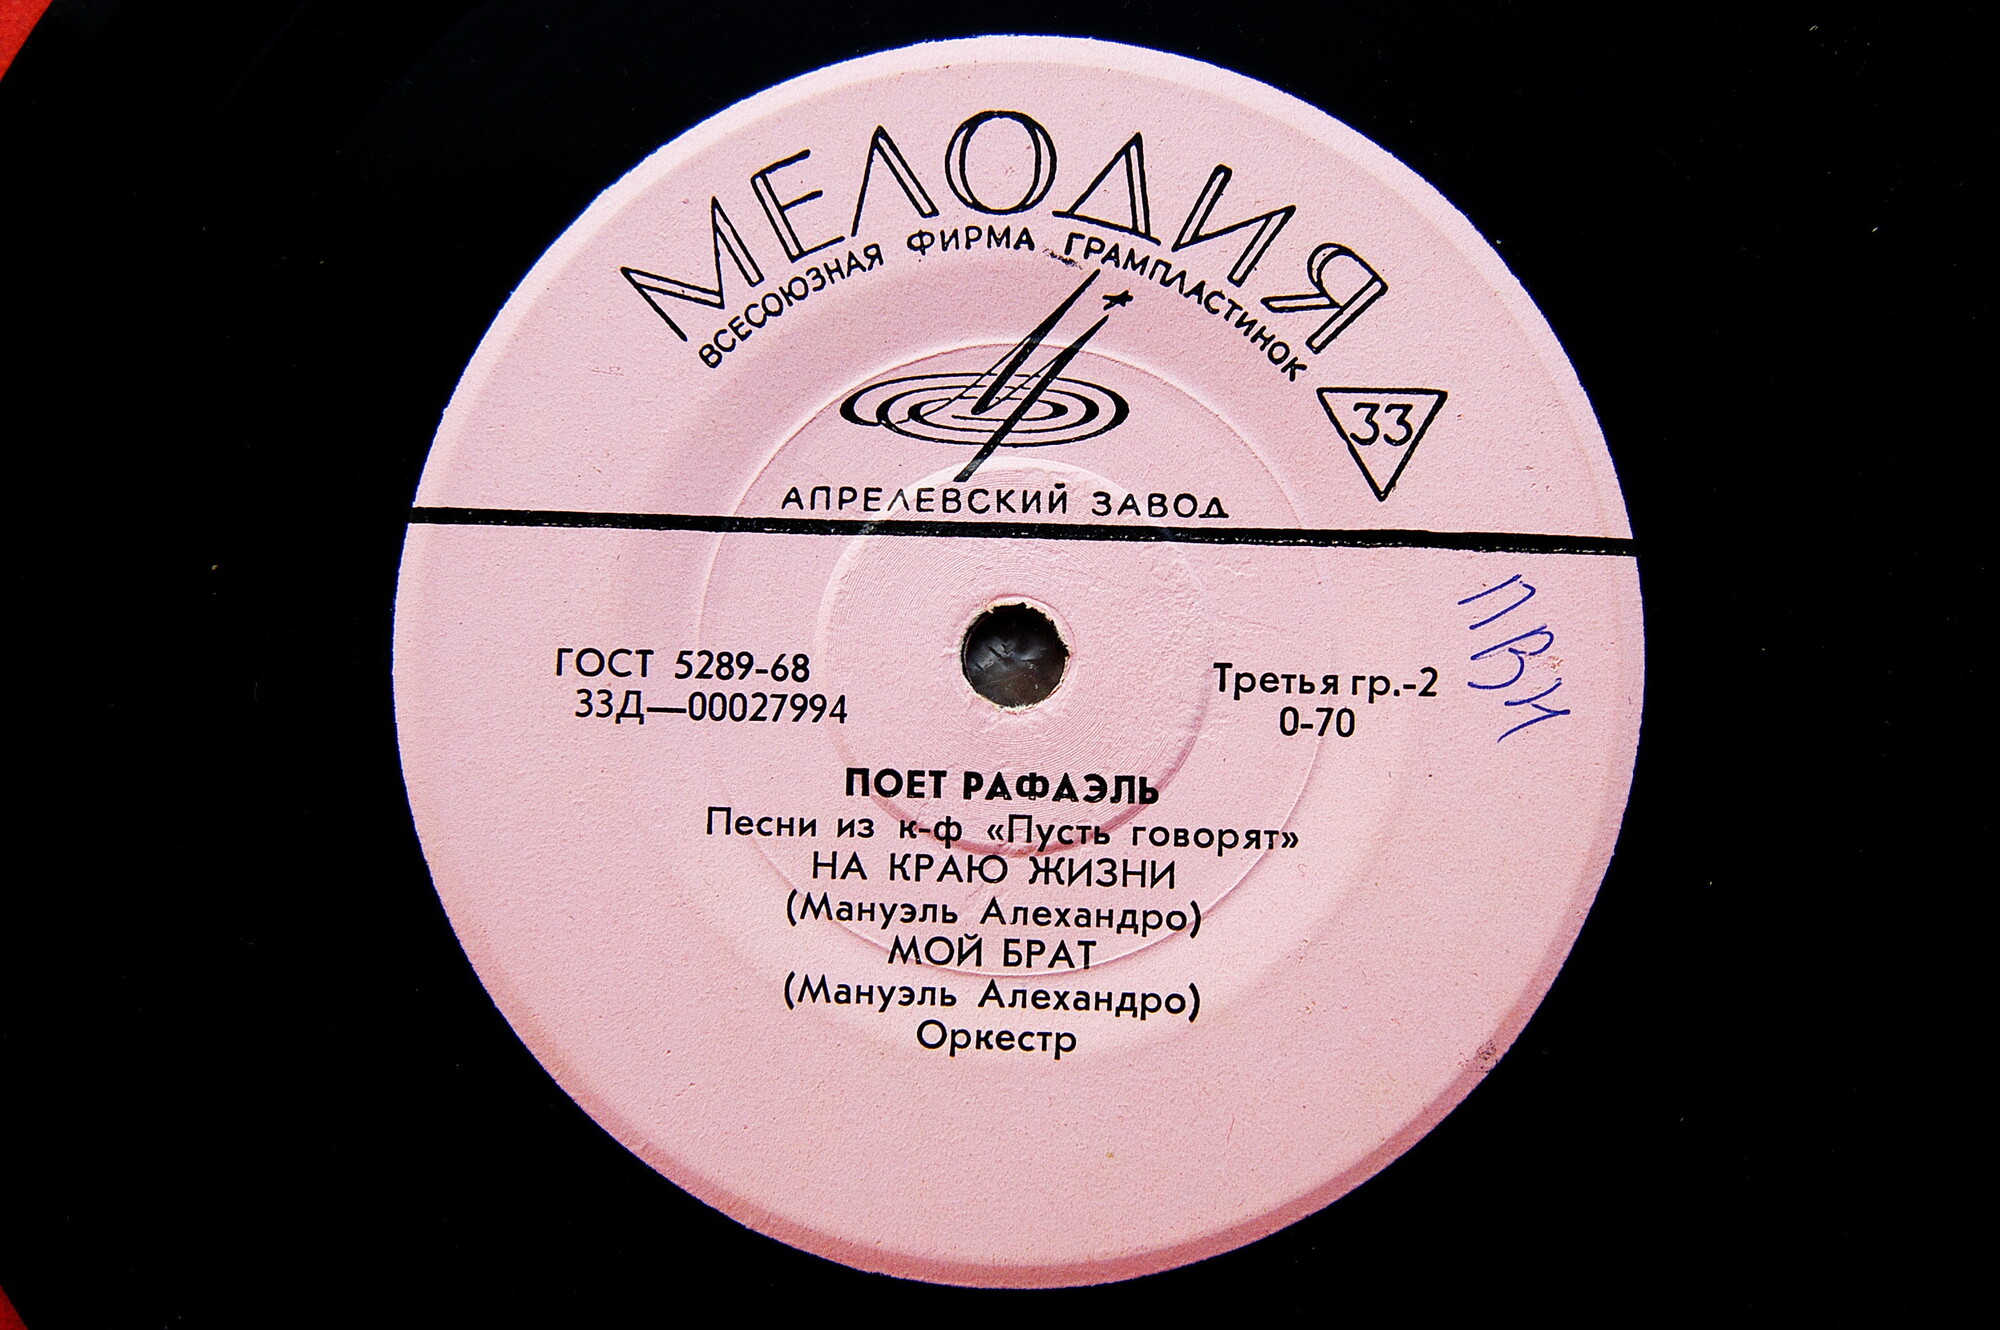 МЕЛОДИЯ
ВСЕСОЮЗНАЯ ФИРМА ГРАМПЛАСТИНОК
33
АПРЕЛЕВСКИЙ ЗАВОД
ГОСТ 5289-68
33Д—00027994
Третья гр.-2
0-70
ПОЕТ РАФАЭЛЬ
Песни из к-ф «Пусть говорят»
НА КРАЮ ЖИЗНИ
(Мануэль Алехандро)
МОЙ БРАТ
(Мануэль Алехандро)
Оркестр